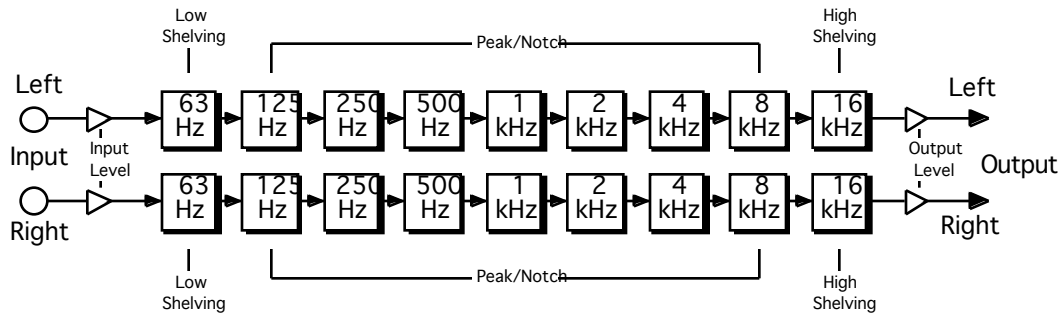 Low
Shelving
High
Shelving
Peak/Notch
Left
63
Hz
125
Hz
250
Hz
500
Hz
1
kHz
2
kHz
4
kHz
8
kHz
16
kHz
Left
Input
Input
Level
Output
Level
Output
Right
63
Hz
125
Hz
250
Hz
500
Hz
1
kHz
2
kHz
4
kHz
8
kHz
16
kHz
Right
Peak/Notch
Low
Shelving
High
Shelving